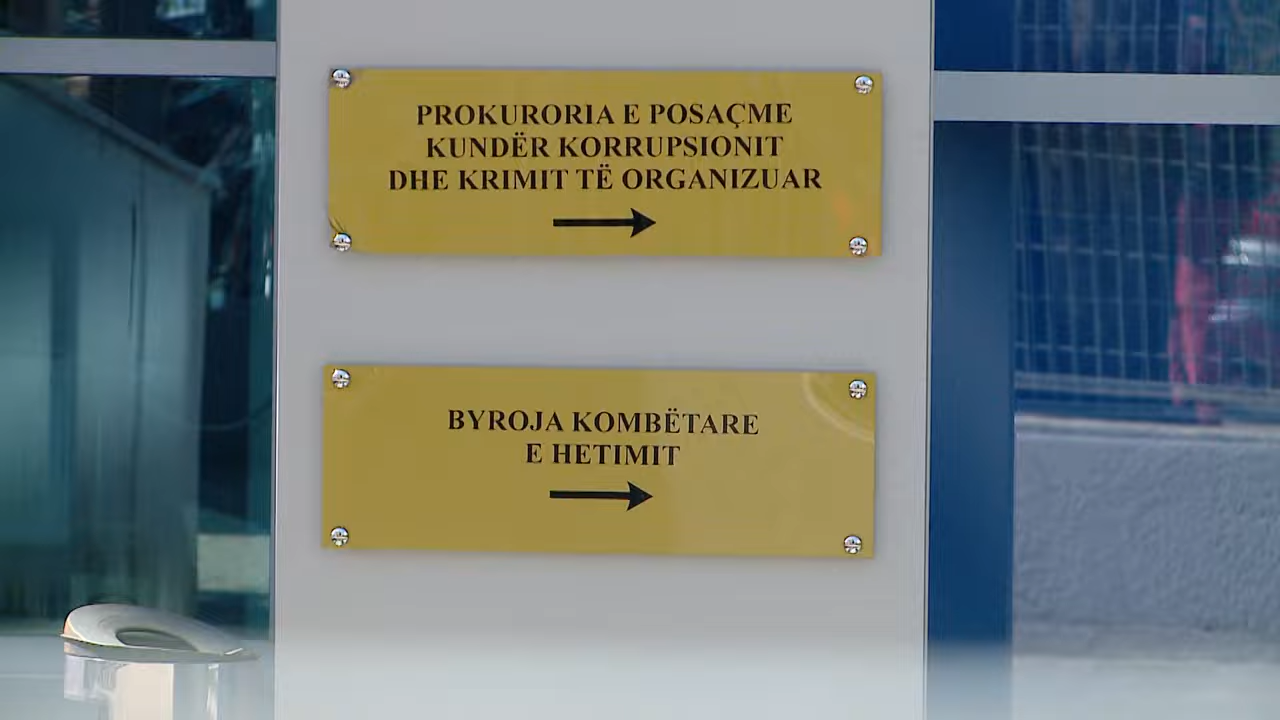 PROKURORIA E POSAÇME
KUNDËR KORRUPSIONIT
DHE KRIMIT TË ORGANIZUAR
BYROJA KOMBËTARE
E HETIMIT